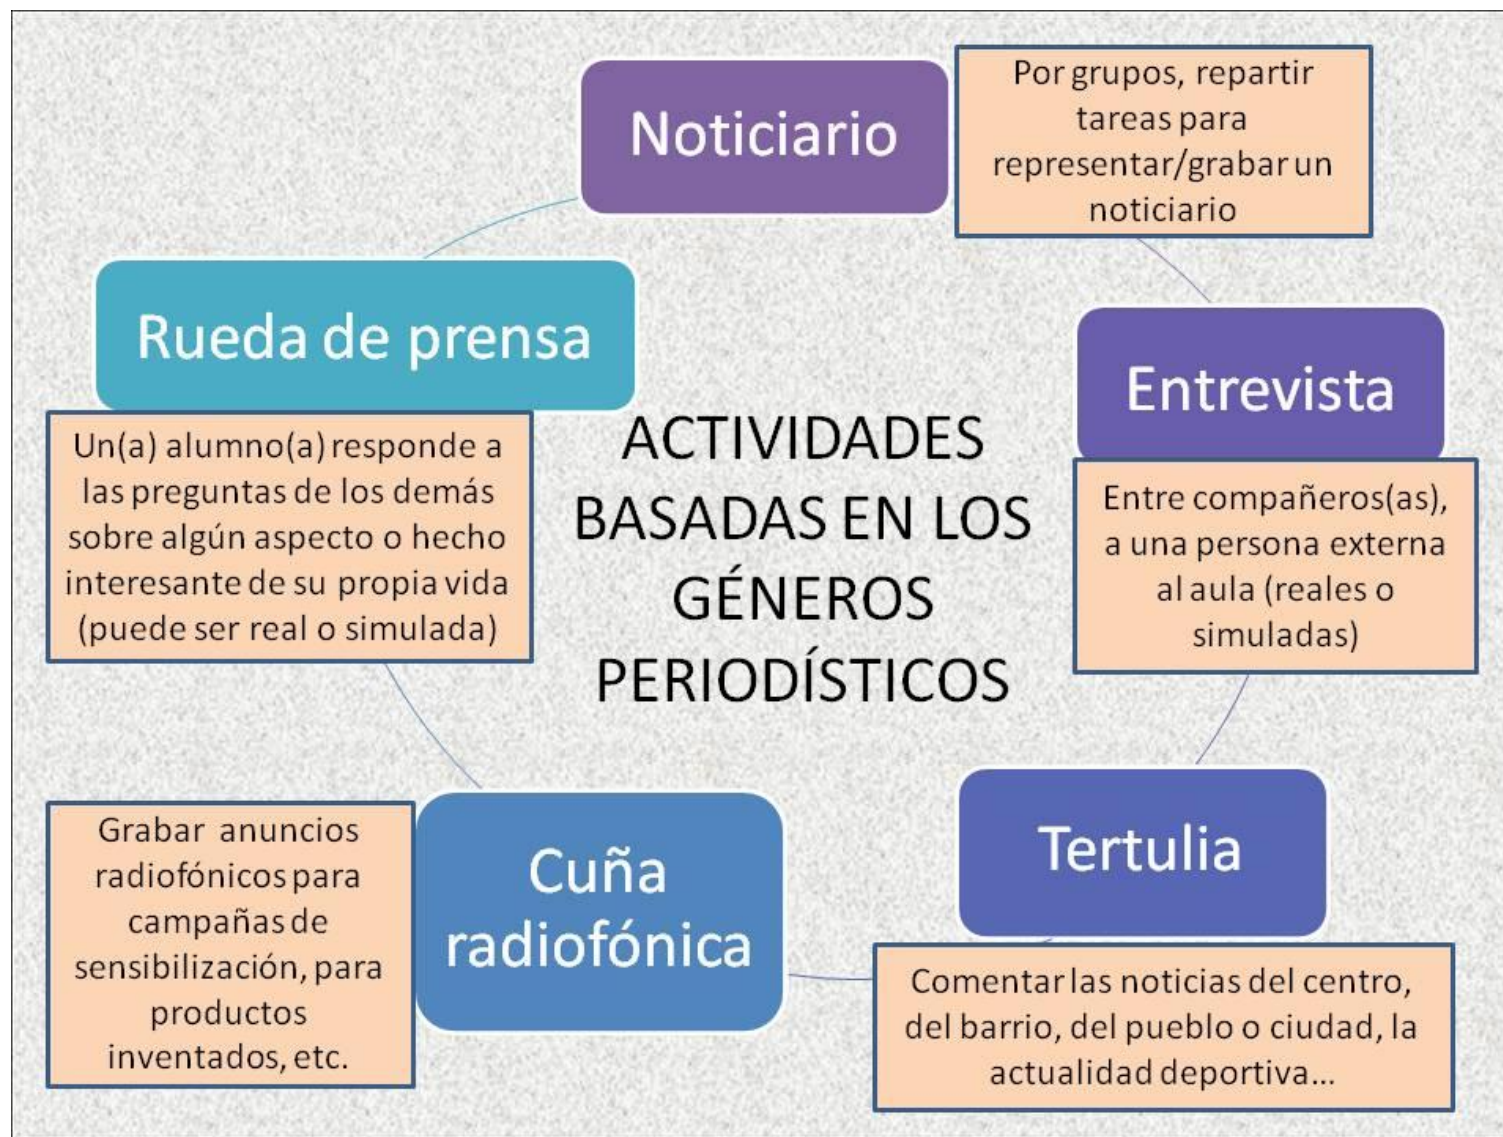 Noticiario
Por grupos, repartir
tareas para
representar/grabar un
noticiario
Rueda de prensa
Un(a) alumno(a) responde a
las preguntas de los demás
sobre algún aspecto o hecho
interesante de su propia vida
(puede ser real o simulada)
ACTIVIDADES
BASADAS EN LOS
GÉNEROS
PERIODÍSTICOS
Entrevista
Entre compañeros(as),
a una persona externa
al aula (reales o
simuladas)
Grabar anuncios
radiofónicos para
campañas de
sensibilización, para
productos
inventados, etc.
Cuña
radiofónica
Tertulia
Comentar las noticias del centro,
del barrio, del pueblo o ciudad, la
actualidad deportiva...